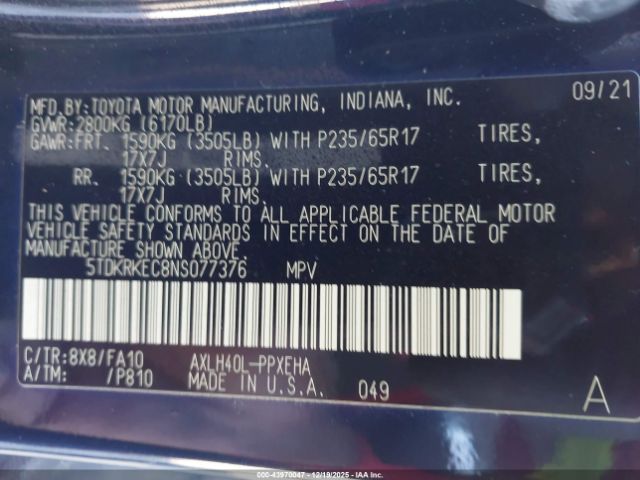 MFD.BY:TOYOTA MOTOR MANUFACTURING, INDIANA, INC. 09/21
GVWR:2800KG (6170LB)
GAWR:FRT. 1590KG (3505LB) WITH P235/65R17 TIRES,
17X7J RIMS.
RR. 1590KG (3505LB) WITH P235/65R17 TIRES,
17X7J RIMS.
THIS VEHICLE CONFORMS TO ALL APPLICABLE FEDERAL MOTOR
VEHICLE SAFETY STANDARDS IN EFFECT ON THE DATE OF
MANUFACTURE SHOWN ABOVE.
5TDKRKEC8NS077376 MPV
C/TR:8X8/FA10 AXLH40L-PPXEHA
A/TM: /P810 MADE IN U.S.A. 049 A
000-43970047 - 12/19/2025 - IAA, Inc.